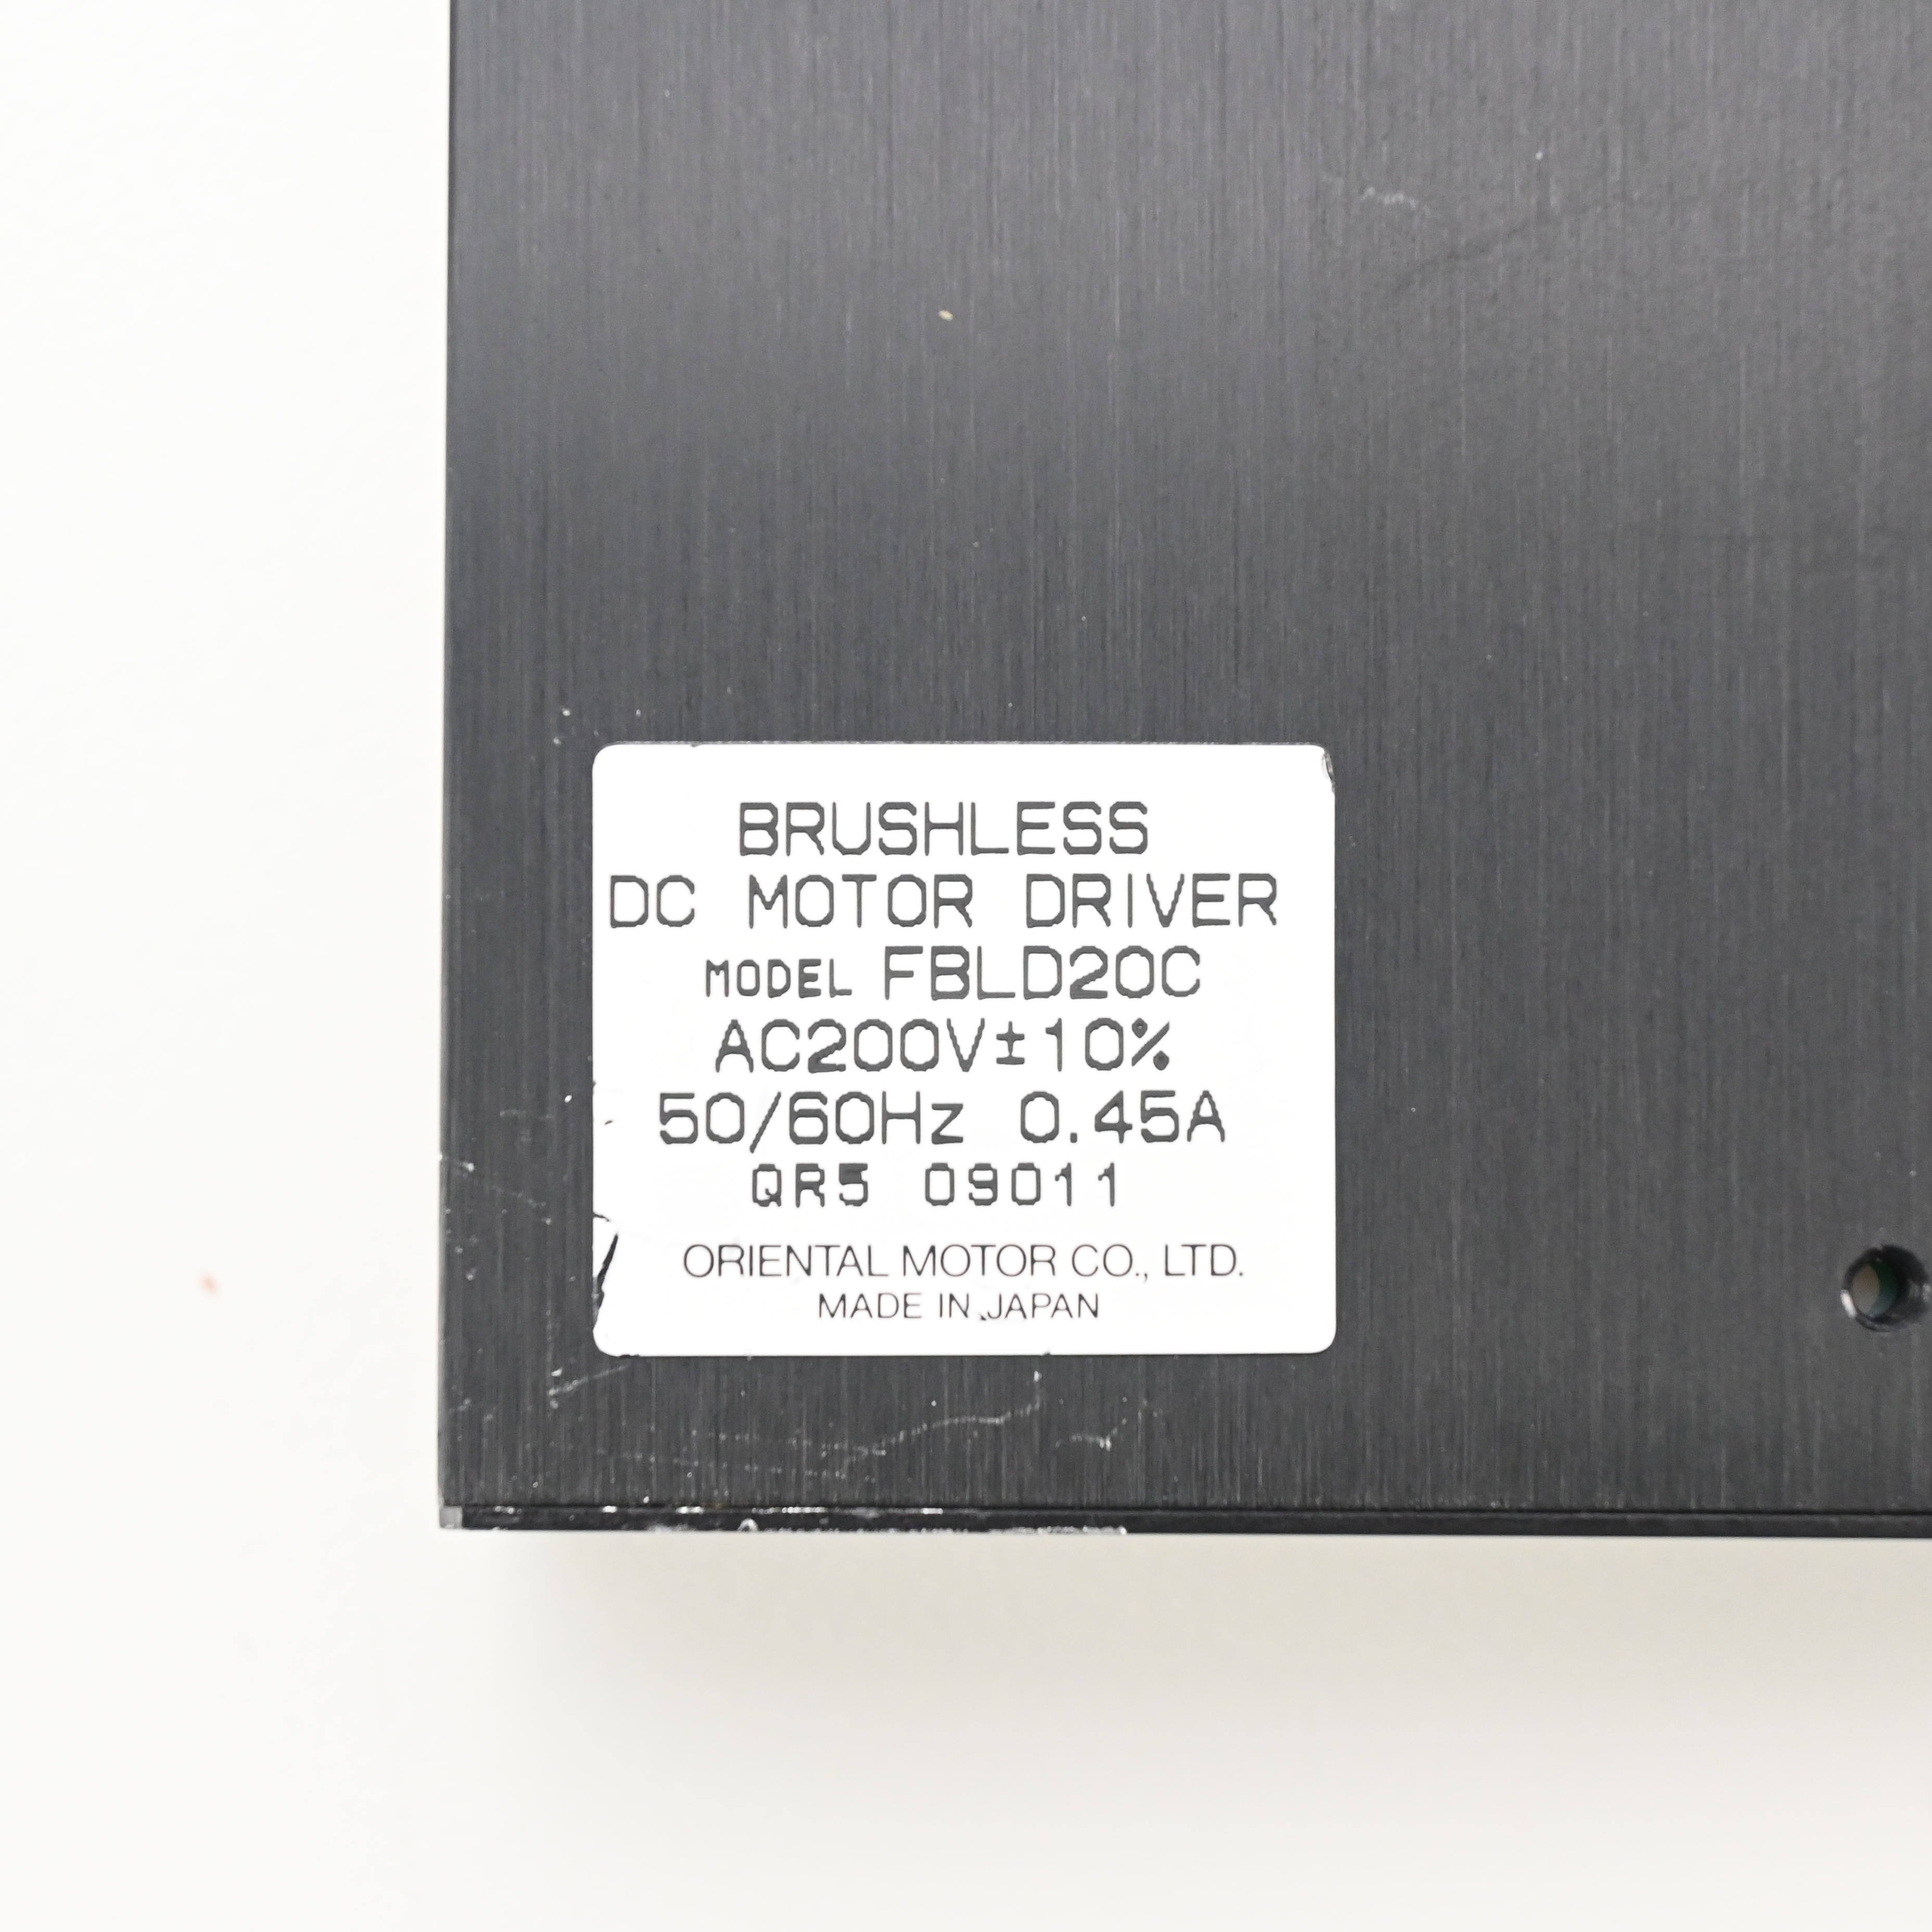 BRUSHLESS
DC MOTOR DRIVER
MODEL FBLD20C
AC200V±10%
50/60Hz 0.45A
QR5 09011
ORIENTAL MOTOR CO., LTD.
MADE IN JAPAN